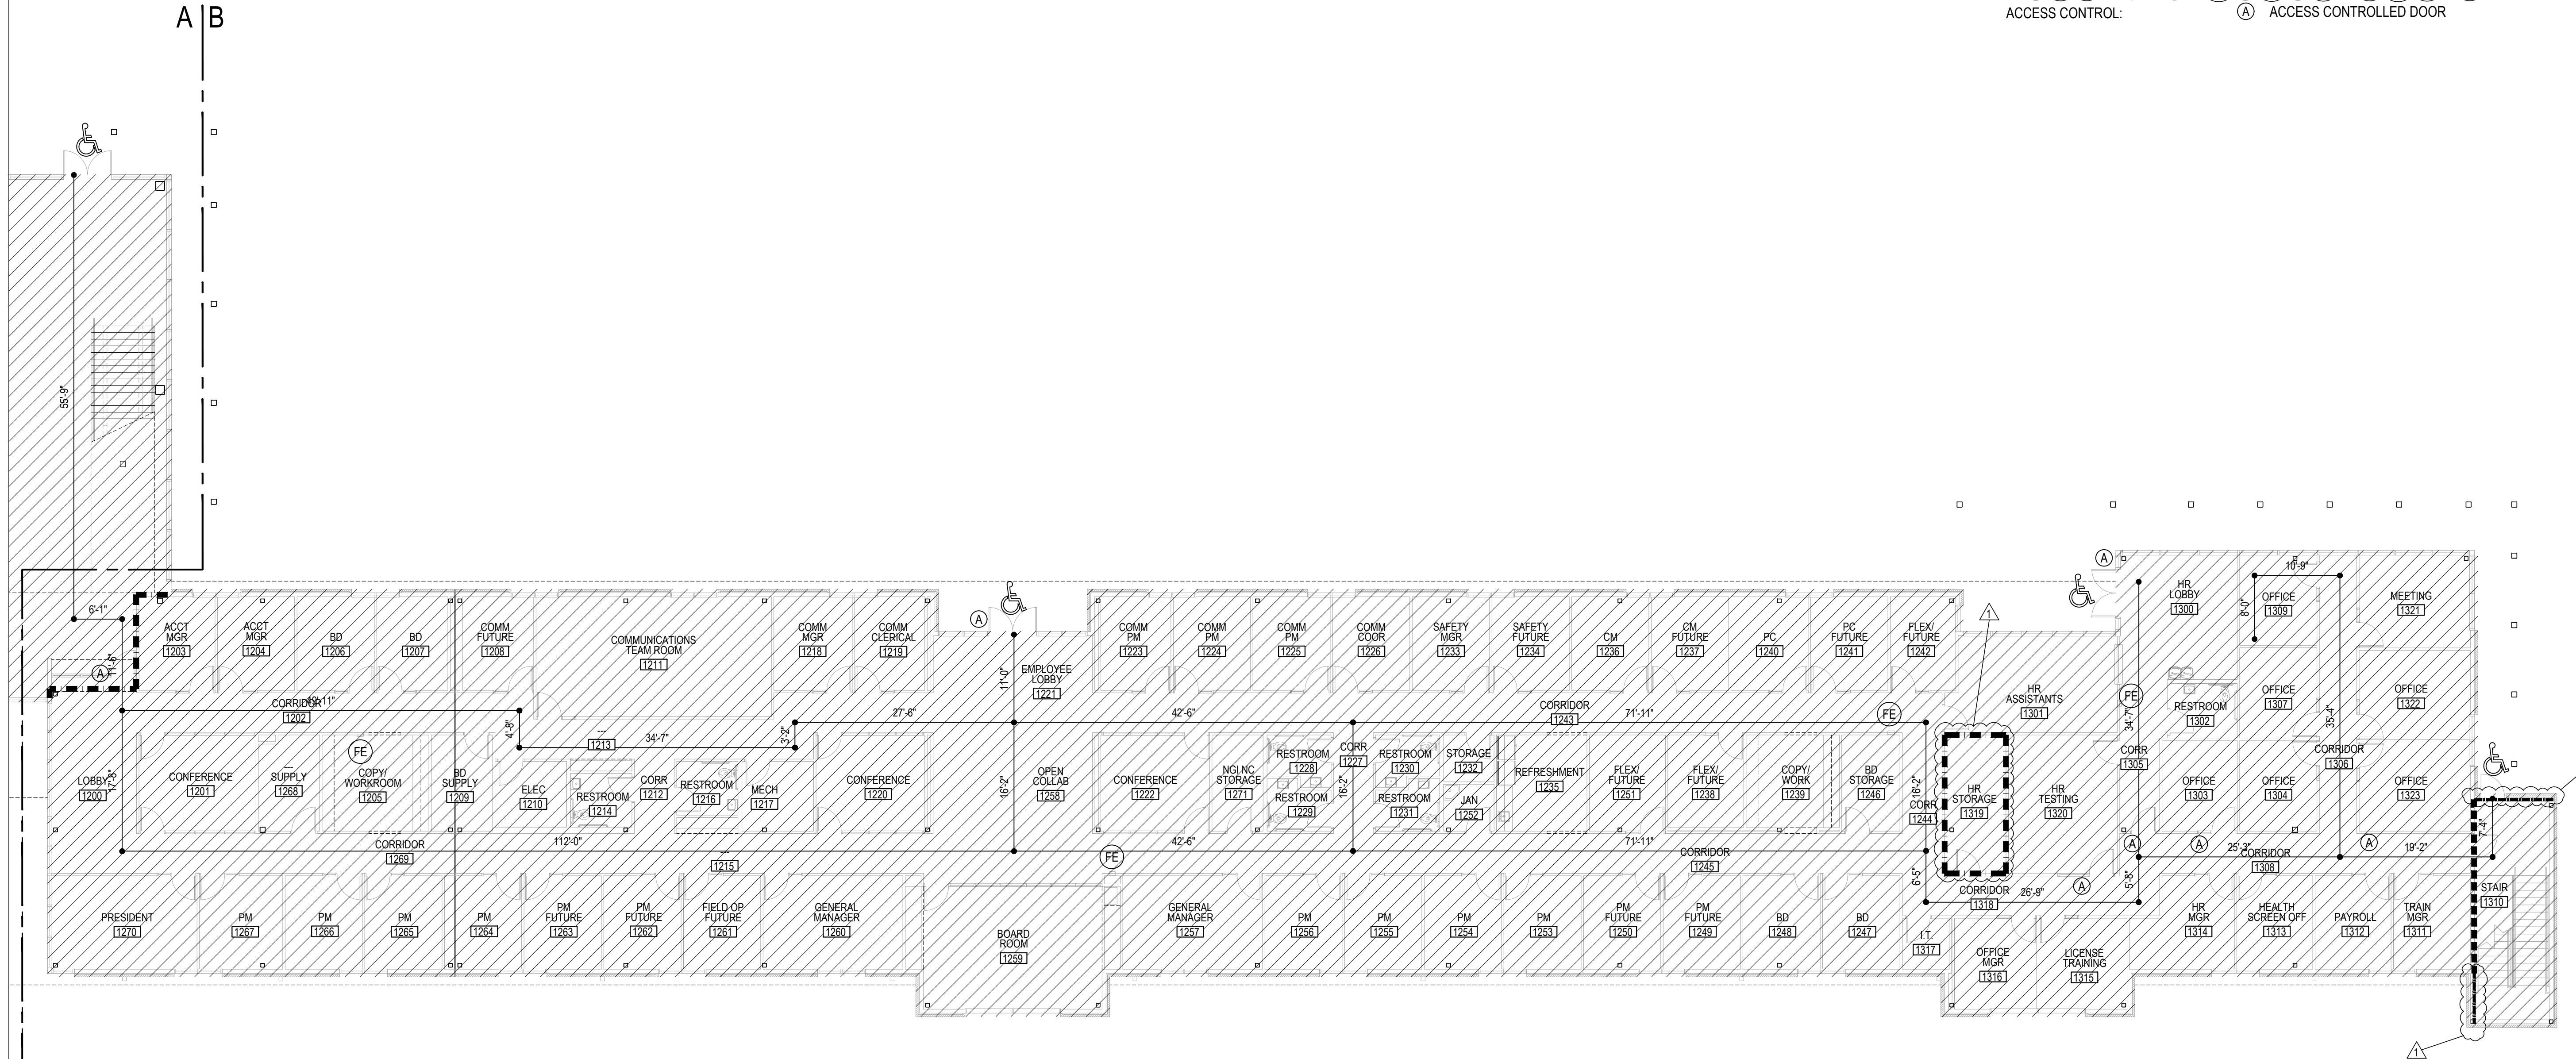 A B
ACCESS CONTROL:
A ACCESS CONTROLLED DOOR
55'-9"
6'-1"
11'-6"
A
ACCT
MGR
1203
ACCT
MGR
1204
BD
1206
BD
1207
COMM
FUTURE
1208
COMMUNICATIONS
TEAM ROOM
1211
COMM
MGR
1218
COMM
CLERICAL
1219
A
EMPLOYEE
LOBBY
1221
11'-0"
COMM
PM
1223
COMM
PM
1224
COMM
PM
1225
COMM
COOR
1226
SAFETY
MGR
1233
SAFETY
FUTURE
1234
CM
1236
CM
FUTURE
1237
PC
1240
PC
FUTURE
1241
FLEX/
FUTURE
1242
1
HR
ASSISTANTS
1301
A
HR
LOBBY
1300
10'-9"
8'-0"
OFFICE
1309
MEETING
1321
FE
34'-7"
RESTROOM
1302
OFFICE
1307
35'-4"
OFFICE
1322
CORRIDOR
1202
49'-11"
4'-8"
---
1213
34'-7"
3'-2"
27'-6"
42'-6"
CORRIDOR
1243
71'-11"
FE
LOBBY
1200
17'-8"
CONFERENCE
1201
---
SUPPLY
1268
FE
COPY/
WORKROOM
1205
BD
SUPPLY
1209
ELEC
1210
RESTROOM
1214
CORR
1212
RESTROOM
1216
MECH
1217
CONFERENCE
1220
16'-2"
OPEN
COLLAB
1258
CONFERENCE
1222
NGI.NC
STORAGE
1271
RESTROOM
1228
RESTROOM
1229
CORR
1227
16'-2"
RESTROOM
1230
RESTROOM
1231
STORAGE
1232
JAN
1252
REFRESHMENT
1235
FLEX/
FUTURE
1251
FLEX/
FUTURE
1238
COPY/
WORK
1239
BD
STORAGE
1246
16'-2"
CORR
1244
HR
STORAGE
1319
HR
TESTING
1320
CORR
1305
OFFICE
1303
OFFICE
1304
CORRIDOR
1306
OFFICE
1323
7'-4"
CORRIDOR
1269
112'-0"
---
1215
42'-6"
FE
71'-11"
CORRIDOR
1245
6'-5"
CORRIDOR
1318
26'-9"
A
A
5'-8"
A
25'-3"
CORRIDOR
1308
A
19'-2"
PRESIDENT
1270
PM
1267
PM
1266
PM
1265
PM
1264
PM
FUTURE
1263
PM
FUTURE
1262
FIELD OP
FUTURE
1261
GENERAL
MANAGER
1260
BOARD
ROOM
1259
GENERAL
MANAGER
1257
PM
1256
PM
1255
PM
1254
PM
1253
PM
FUTURE
1250
PM
FUTURE
1249
BD
1248
BD
1247
I.T.
1317
OFFICE
MGR
1316
LICENSE
TRAINING
1315
HR
MGR
1314
HEALTH
SCREEN OFF
1313
PAYROLL
1312
TRAIN
MGR
1311
STAIR
1310
1